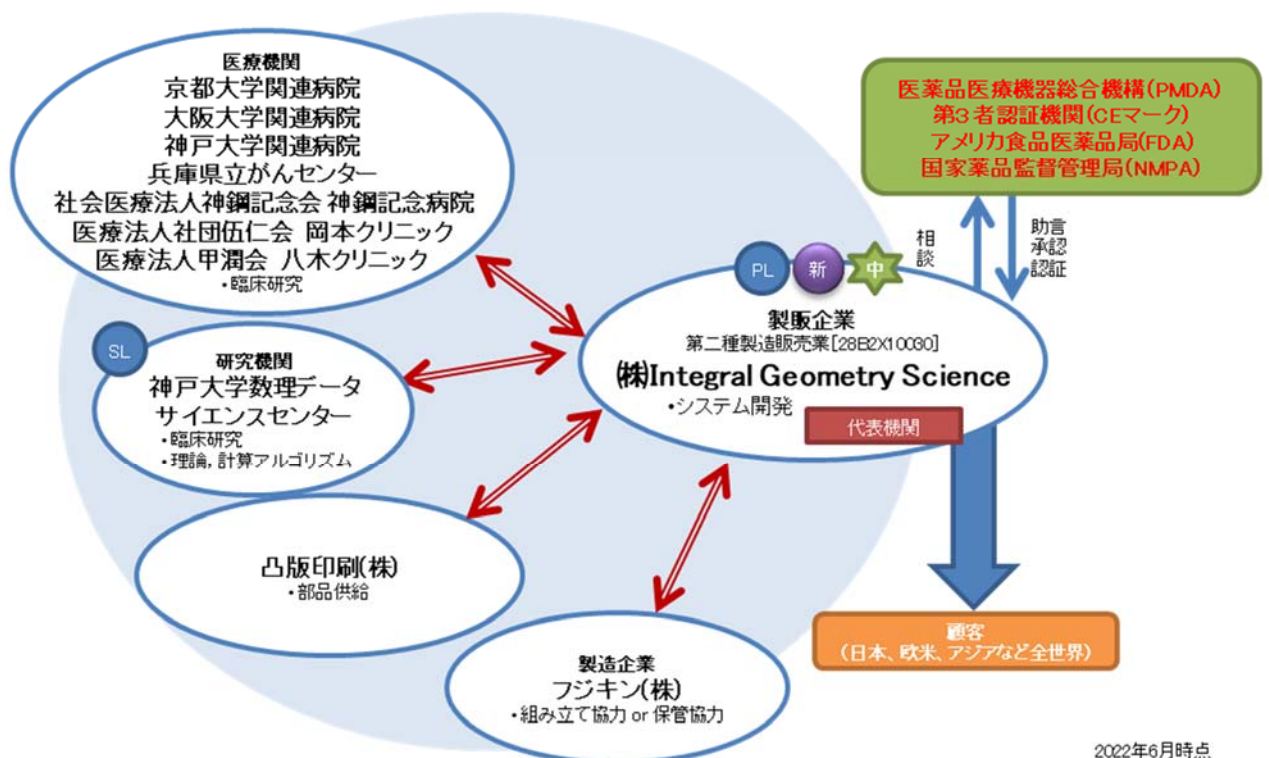 医療機関
京都大学関連病院
大阪大学関連病院
神戸大学関連病院
兵庫県立がんセンター
社会医療法人神鋼記念会 神鋼記念病院
医療法人社団伍仁会 岡本クリニック
医療法人甲潤会 八木クリニック
・臨床研究
SL
研究機関
神戸大学数理データ
サイエンスセンター
・臨床研究
・理論,計算アルゴリズム
凸版印刷(株)
・部品供給
製造企業
フジキン(株)
・組み立て協力 or 保管協力
PL
新
中
製販企業
第二種製造販売業[28B2X10030]
(株)Integral Geometry Science
・システム開発
代表機関
医薬品医療機器総合機構(PMDA)
第3者認証機関(CEマーク)
アメリカ食品医薬品局(FDA)
国家薬品監督管理局(NMPA)
相談
助言
承認
認証
顧客
(日本、欧米、アジアなど全世界)
2022年6月時点